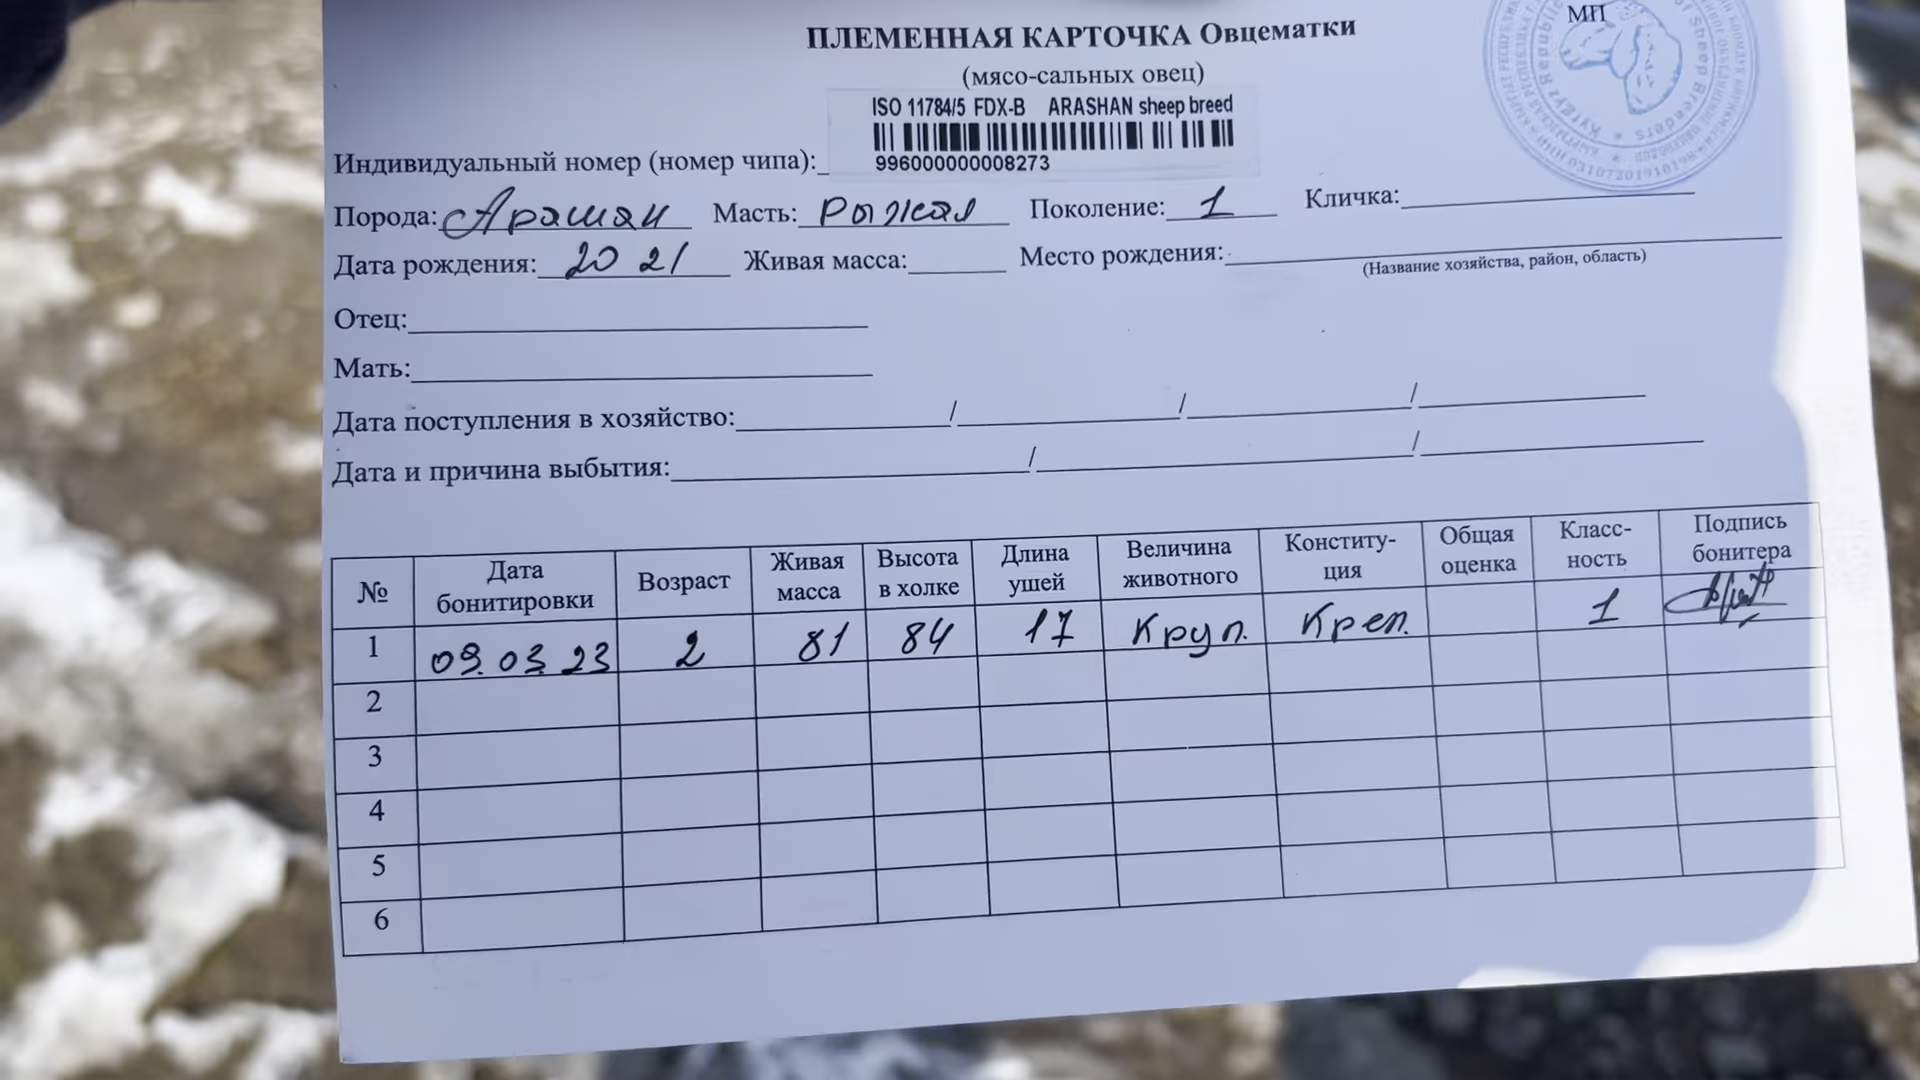 МП
ПЛЕМЕННАЯ КАРТОЧКА Овцематки
(мясо-сальных овец)
ISO 11784/5 FDX-B ARASHAN sheep breed
Индивидуальный номер (номер чипа): 996000000008273
Порода: Арашан Масть: Рыжая Поколение: 1 Кличка:
Дата рождения: 2021 Живая масса: Место рождения:
(Название хозяйства, район, область)
Отец:
Мать:
Дата поступления в хозяйство: / / /
Дата и причина выбытия: / /
№ Дата бонитировки Возраст Живая масса Высота в холке Длина ушей Величина животного Конститу-ция Общая оценка Класс-ность Подпись бонитера
1 09.03.23 2 81 84 17 Круп. Креп. 1
2
3
4
5
6